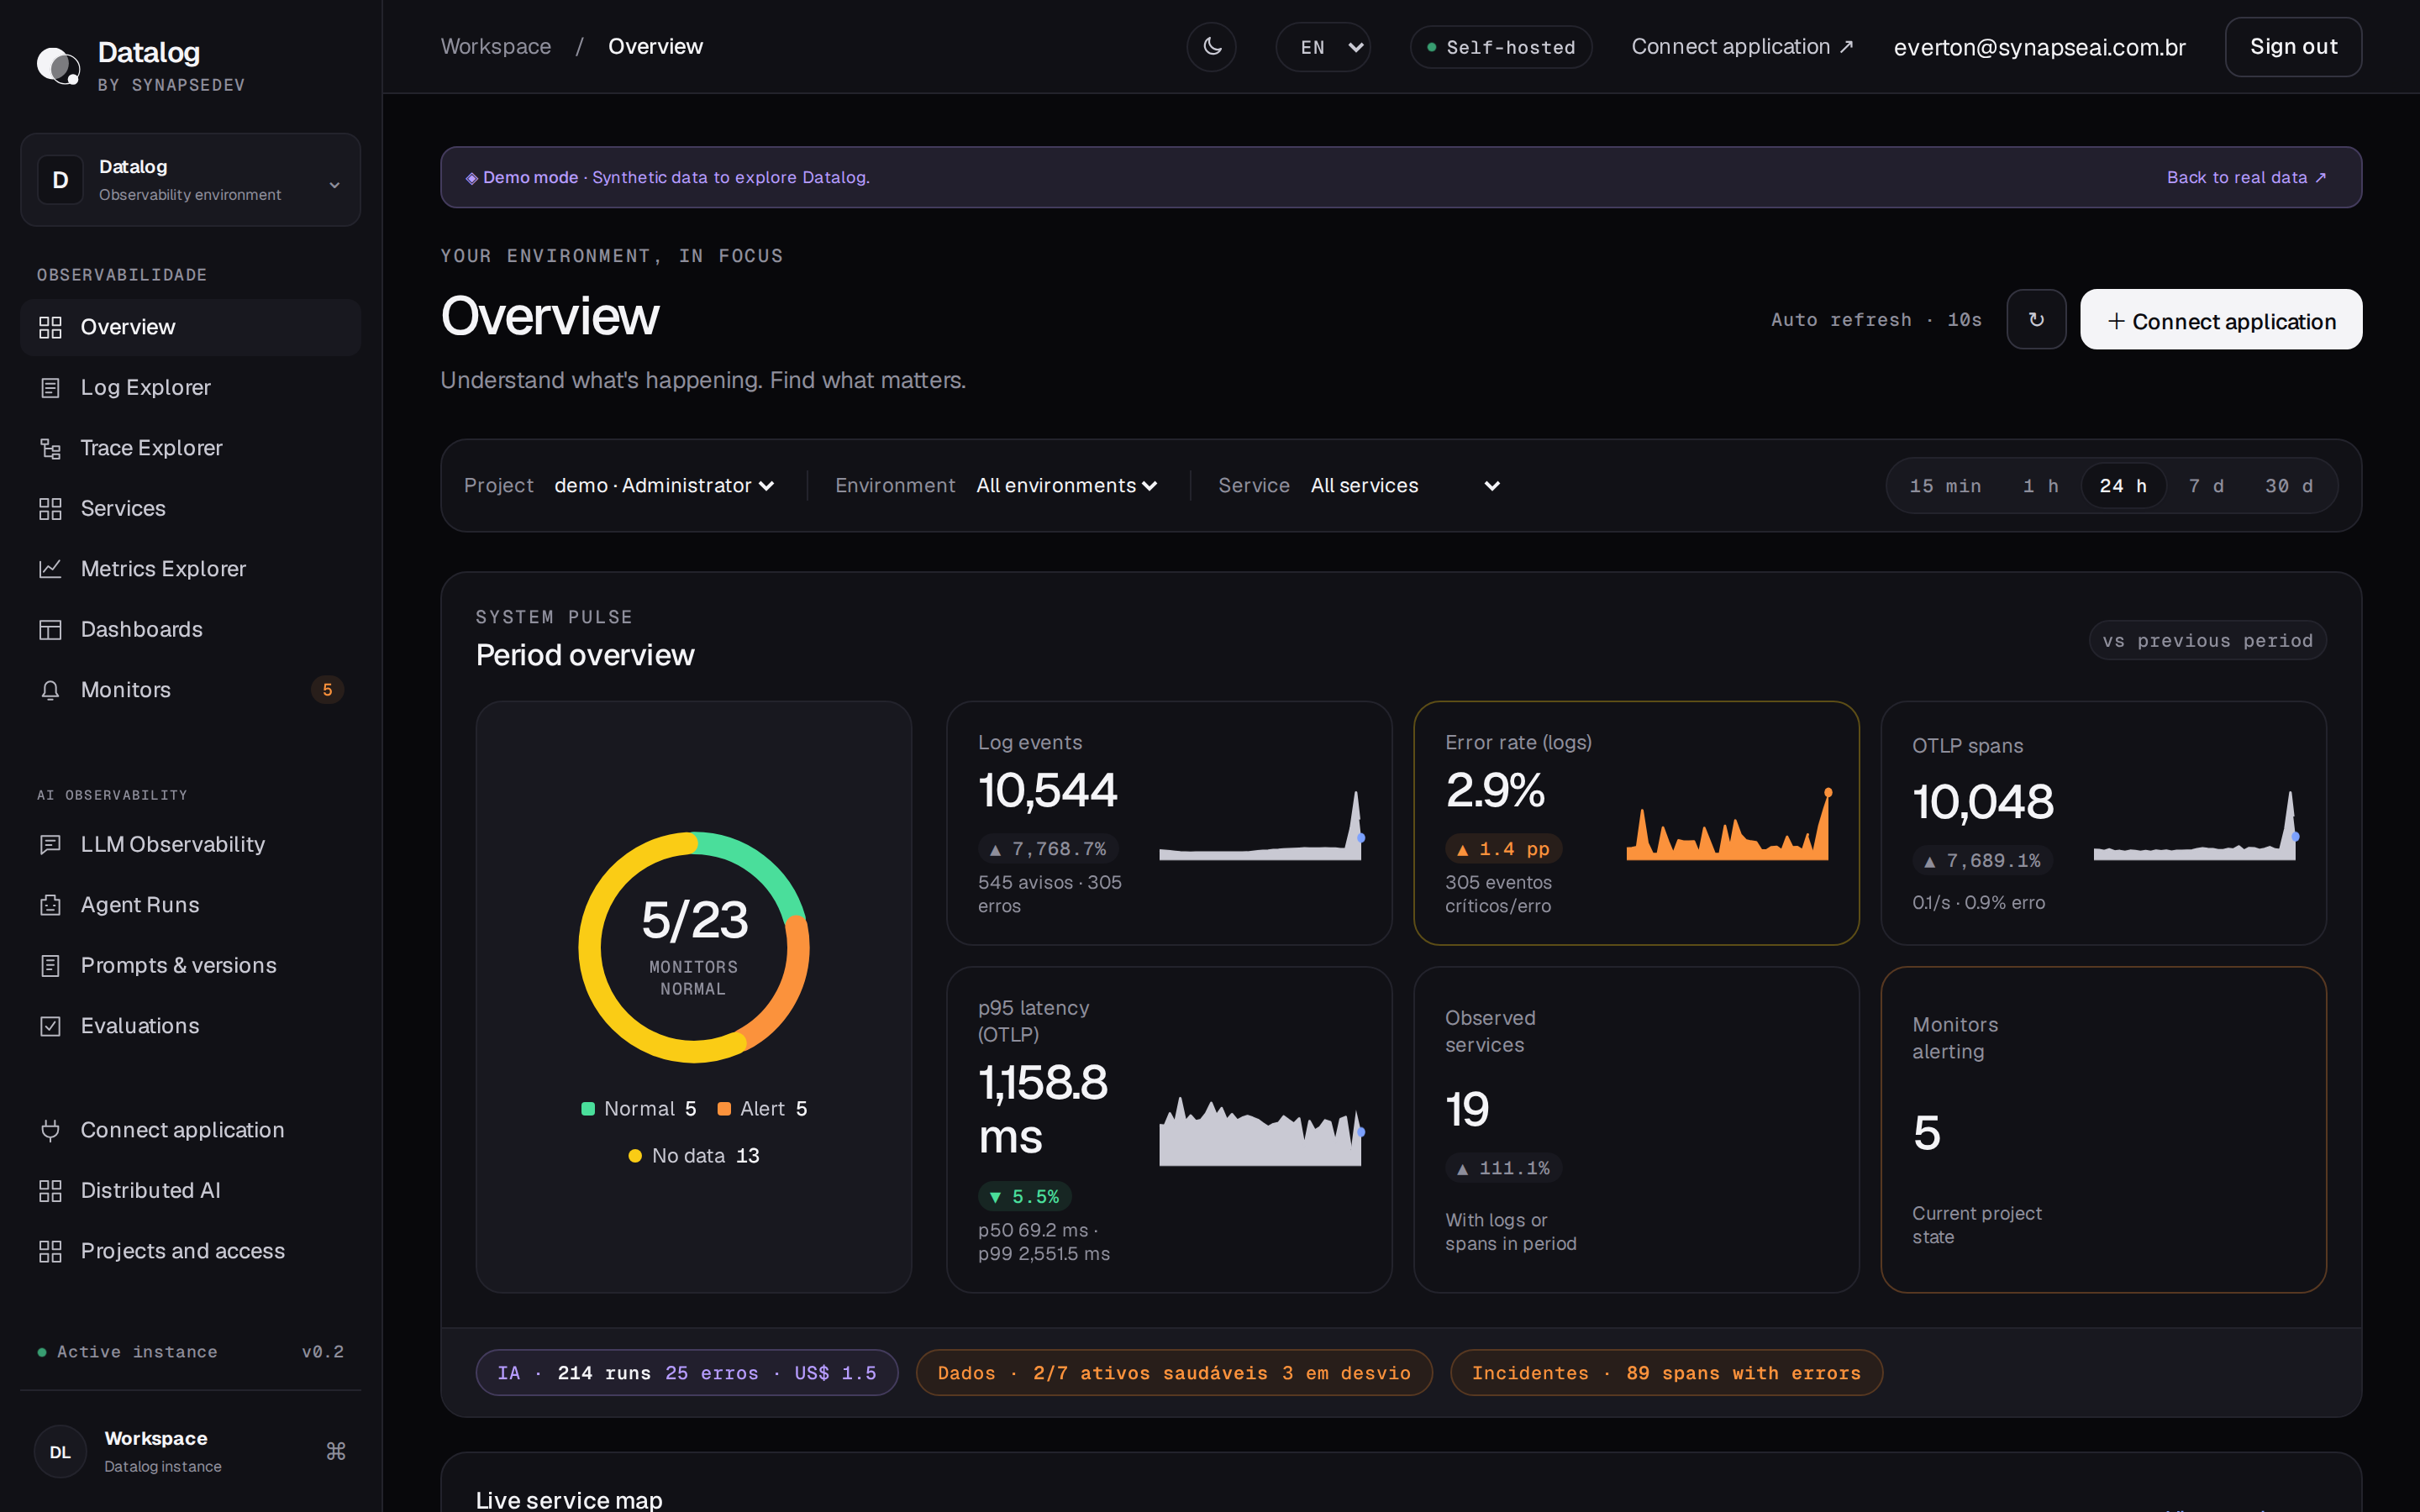 Datalog
BY SYNAPSEDEV
D
Datalog
Observability environment
OBSERVABILIDADE
Overview
Log Explorer
Trace Explorer
Services
Metrics Explorer
Dashboards
Monitors 5
AI OBSERVABILITY
LLM Observability
Agent Runs
Prompts & versions
Evaluations
Connect application
Distributed AI
Projects and access
Active instance v0.2
DL
Workspace
Datalog instance
⌘
Workspace / Overview
EN
Self-hosted
Connect application ↗
everton@synapseai.com.br
Sign out
◈ Demo mode · Synthetic data to explore Datalog.
Back to real data ↗
YOUR ENVIRONMENT, IN FOCUS
Overview
Understand what's happening. Find what matters.
Auto refresh · 10s
↻
+ Connect application
Project demo · Administrator
Environment All environments
Service All services
15 min 1 h 24 h 7 d 30 d
SYSTEM PULSE
Period overview
vs previous period
5/23
MONITORS
NORMAL
Normal 5 Alert 5
No data 13
Log events
10,544
▲ 7,768.7%
545 avisos · 305
erros
Error rate (logs)
2.9%
▲ 1.4 pp
305 eventos
críticos/erro
OTLP spans
10,048
▲ 7,689.1%
0.1/s · 0.9% erro
p95 latency
(OTLP)
1,158.8
ms
▼ 5.5%
p50 69.2 ms ·
p99 2,551.5 ms
Observed
services
19
▲ 111.1%
With logs or
spans in period
Monitors
alerting
5
Current project
state
IA · 214 runs 25 erros · US$ 1.5
Dados · 2/7 ativos saudáveis 3 em desvio
Incidentes · 89 spans with errors
Live service map